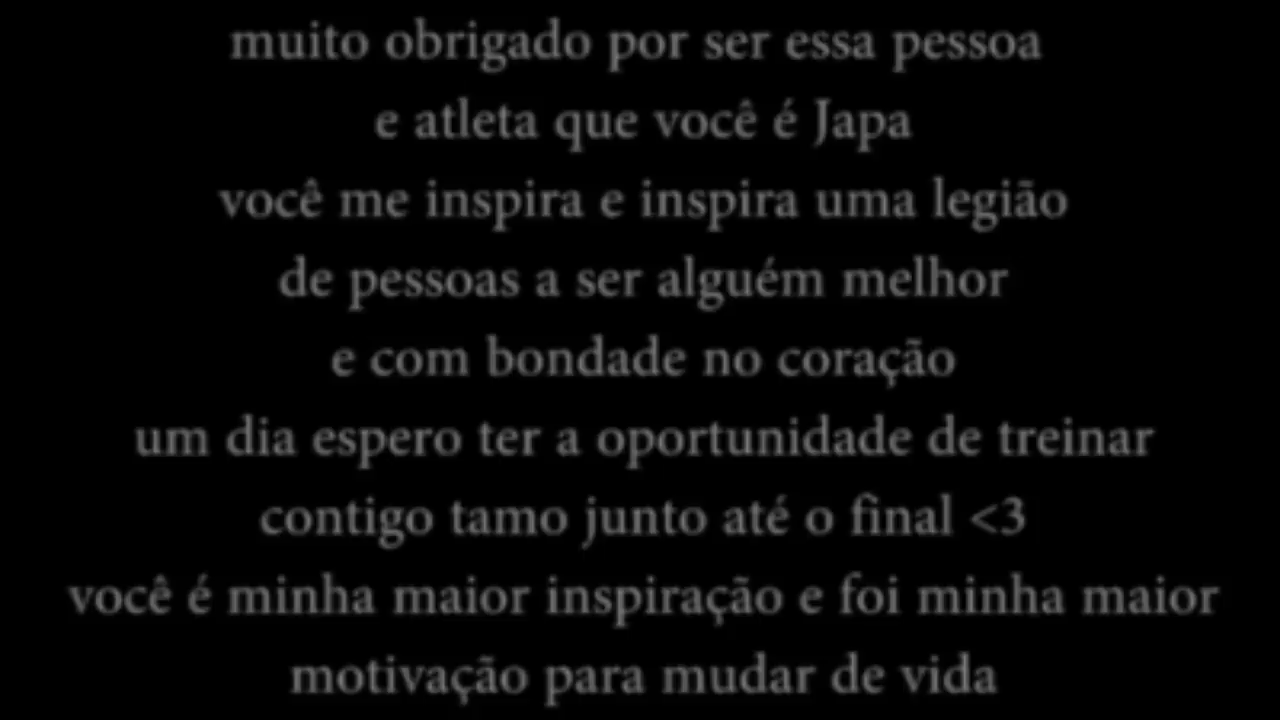 muito obrigado por ser essa pessoa
e atleta que você é Japa
você me inspira e inspira uma legião
de pessoas a ser alguém melhor
e com bondade no coração
um dia espero ter a oportunidade de treinar
contigo tamo junto até o final <3
você é minha maior inspiração e foi minha maior
motivação para mudar de vida